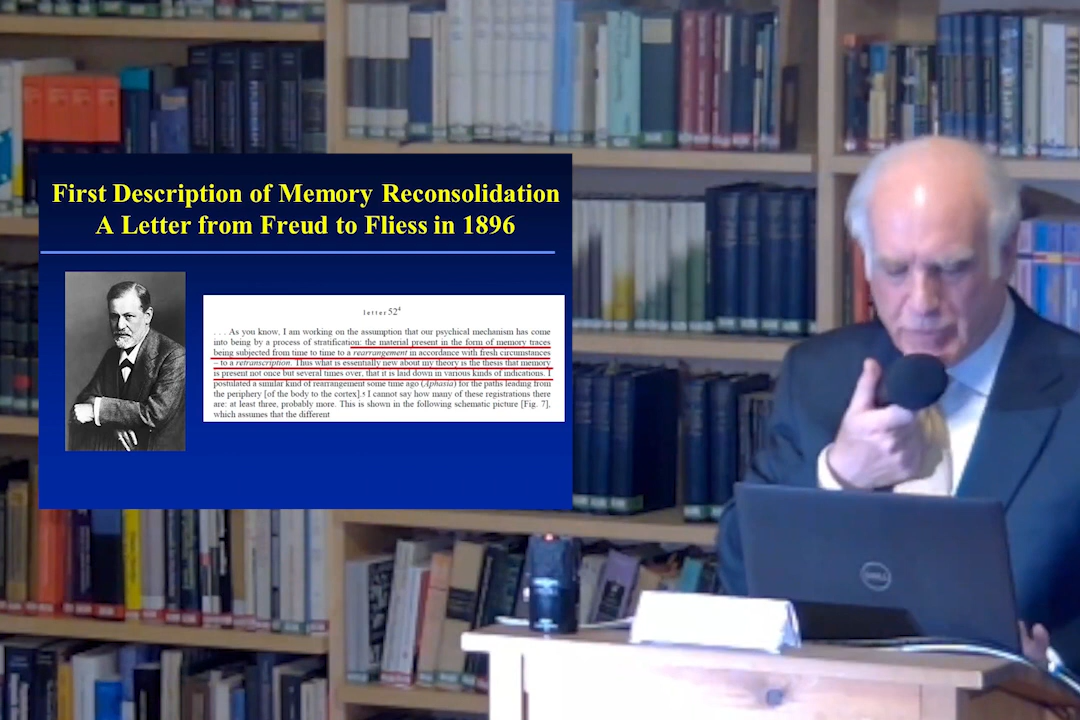 First Description of Memory Reconsolidation
A Letter from Freud to Fliess in 1896
letter 52⁴
. . . As you know, I am working on the assumption that our psychical mechanism has come
into being by a process of stratification: the material present in the form of memory traces
being subjected from time to time to a rearrangement in accordance with fresh circumstances
– to a retranscription. Thus what is essentially new about my theory is the thesis that memory
is present not once but several times over, that it is laid down in various kinds of indications. I
postulated a similar kind of rearrangement some time ago (Aphasia) for the paths leading from
the periphery [of the body to the cortex].⁵ I cannot say how many of these registrations there
are: at least three, probably more. This is shown in the following schematic picture [Fig. 7],
which assumes that the different
DELL